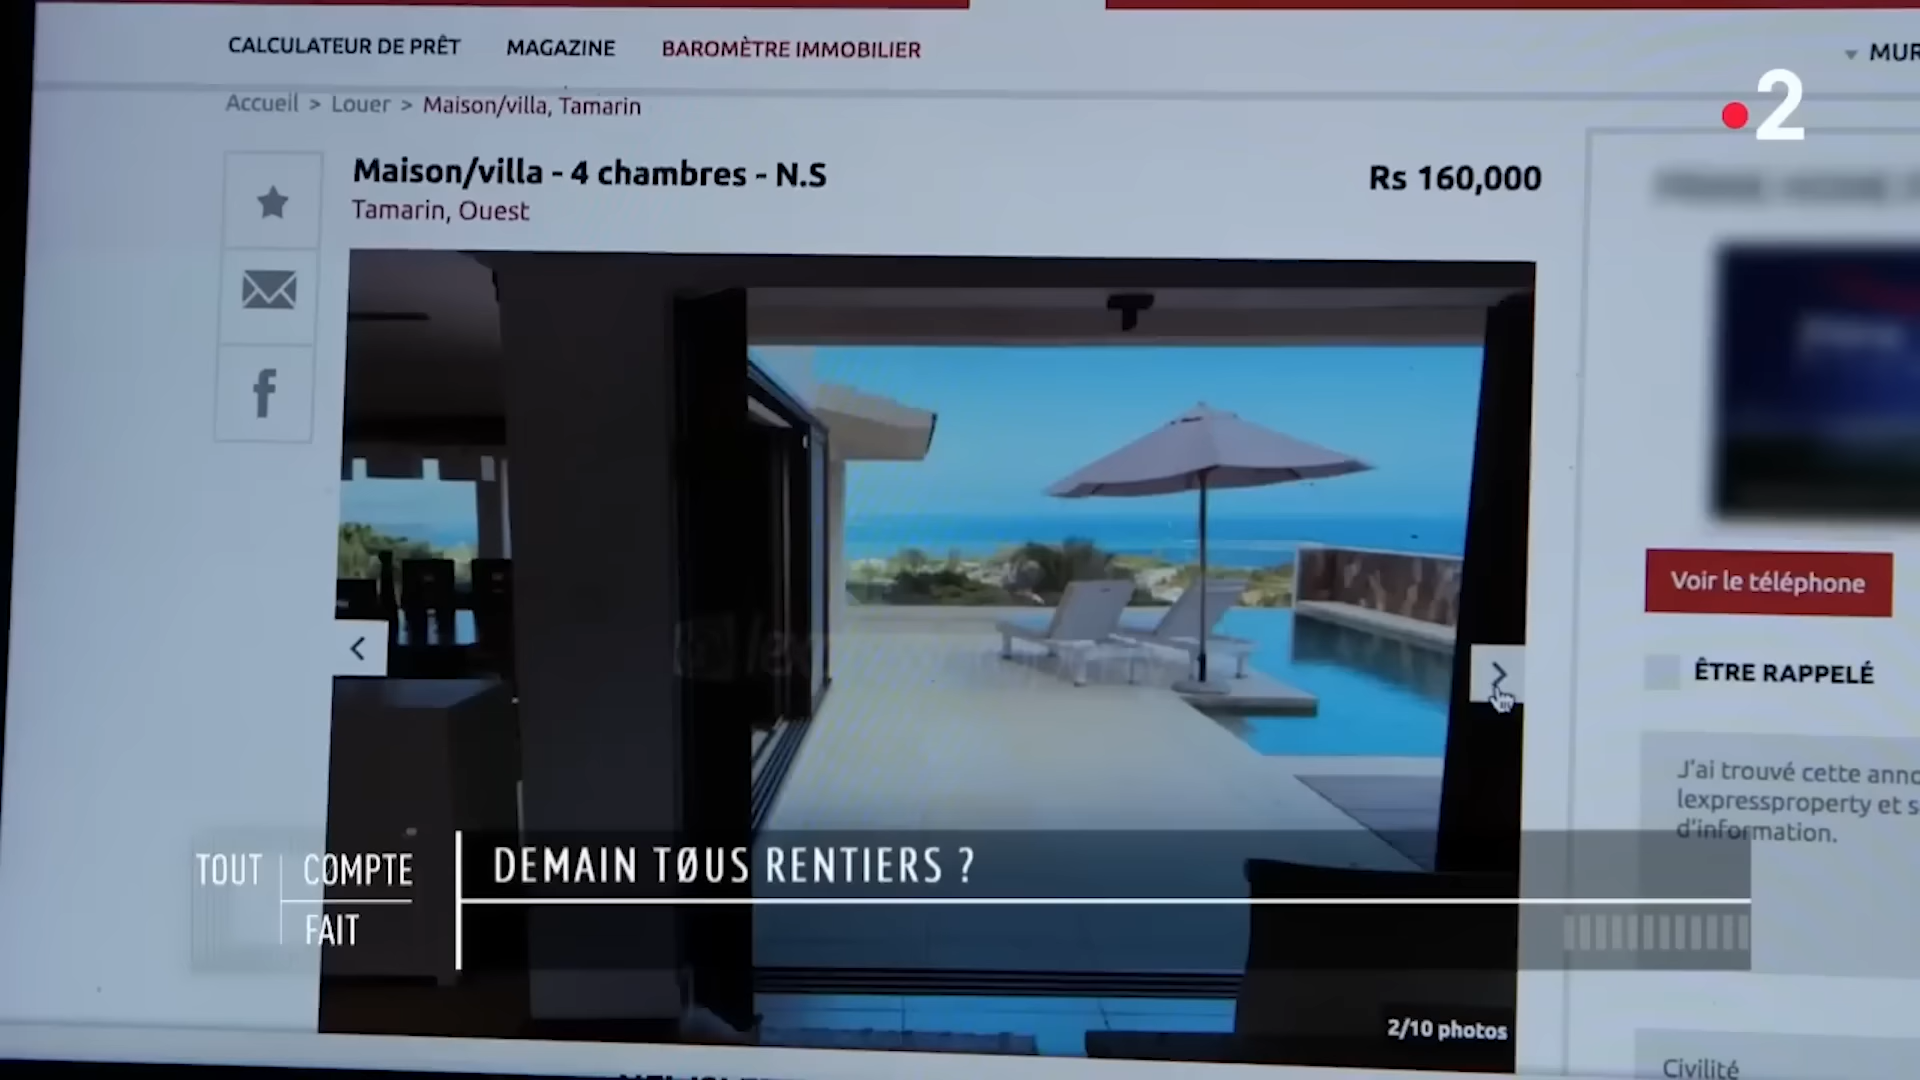 CALCULATEUR DE PRÊT MAGAZINE BAROMÈTRE IMMOBILIER
MUR
2
Accueil > Louer > Maison/villa, Tamarin
Maison/villa - 4 chambres - N.S
Rs 160,000
Tamarin, Ouest
f
Voir le téléphone
ÊTRE RAPPELÉ
J'ai trouvé cette anno
lexpressproperty et s
d'information.
TOUT COMPTE
FAIT
DEMAIN TØUS RENTIERS ?
2/10 photos
Civilité